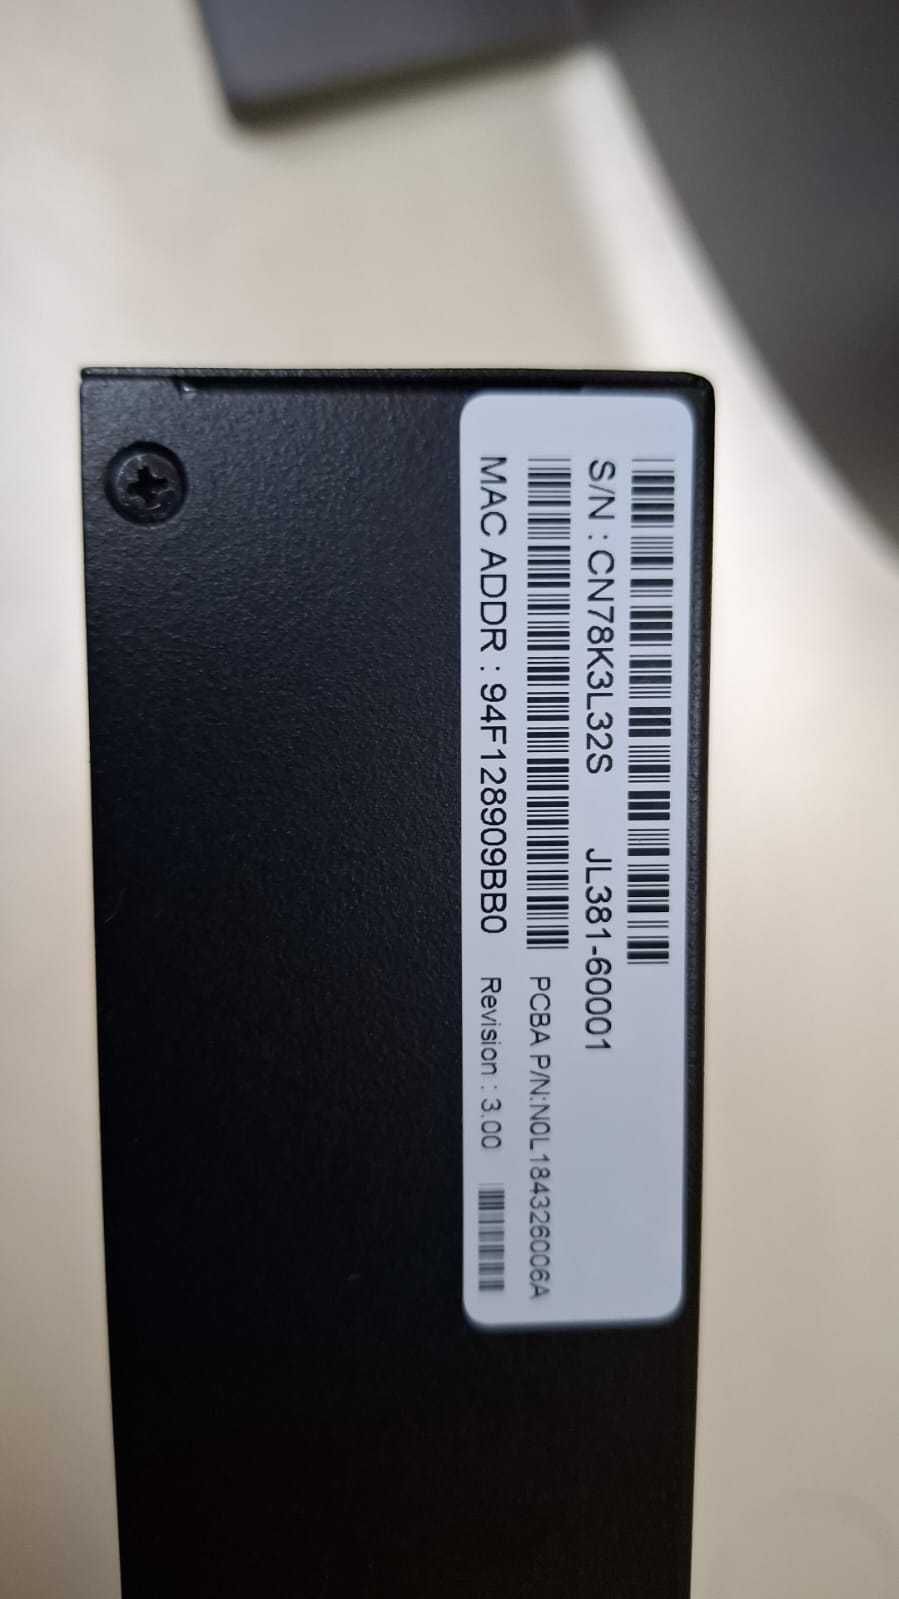 S/N : CN78K3L32S JL381-60001
PCBA P/N:N0L184326006A
MAC ADDR : 94F128909BB0 Revision : 3.00